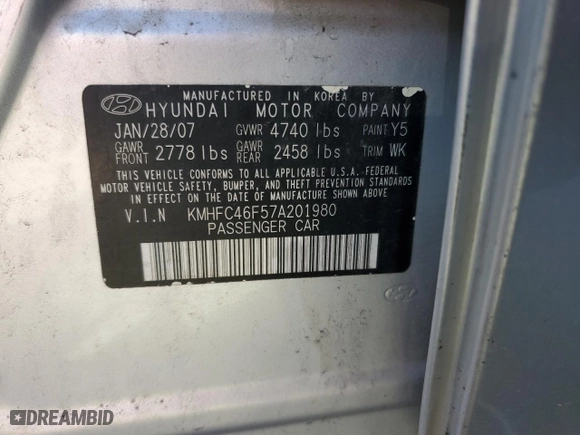 MANUFACTURED IN KOREA BY
HYUNDAI MOTOR COMPANY
JAN/28/07 GVWR 4740 lbs PAINT Y5
GAWR FRONT 2778 lbs GAWR REAR 2458 lbs TRIM WK
THIS VEHICLE CONFORMS TO ALL APPLICABLE U.S.A. FEDERAL
MOTOR VEHICLE SAFETY, BUMPER, AND THEFT PREVENTION STANDARDS
IN EFFECT ON THE DATE OF MANUFACTURE SHOWN ABOVE.
V.I.N KMHFC46F57A201980
PASSENGER CAR
DREAMBID